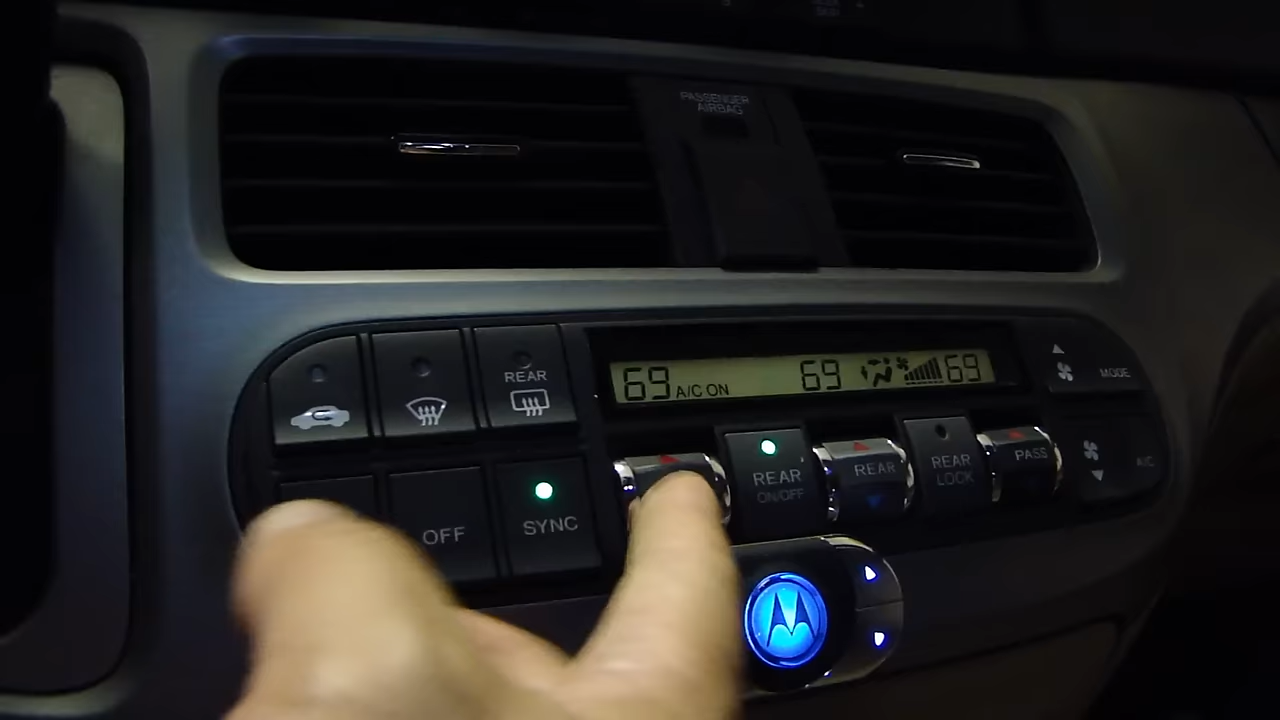 PASSENGER
AIRBAG
REAR
69 A/C ON 69 69
MODE
OFF
SYNC
REAR
ON/OFF
REAR
REAR
LOCK
PASS
A/C